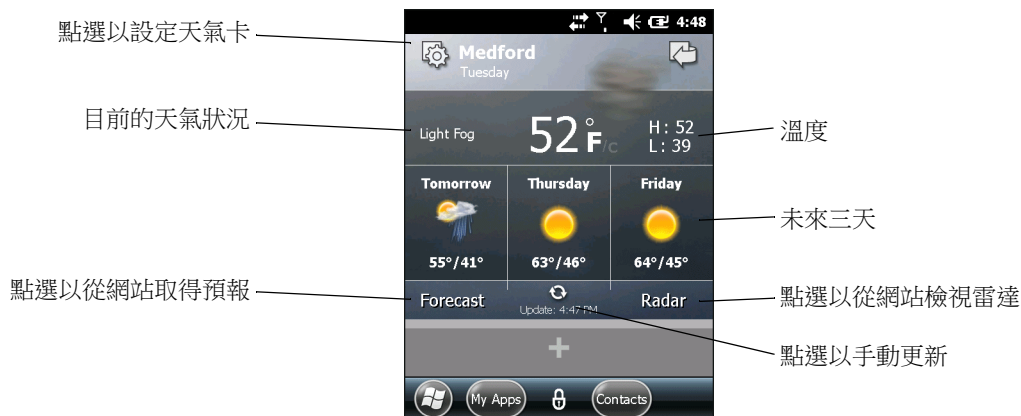 點選以設定天氣卡
目前的天氣狀況
點選以從網站取得預報
4:48
Medford
Tuesday
Light Fog
52°F/C
H: 52
L: 39
Tomorrow
Thursday
Friday
55°/41°
63°/46°
64°/45°
Forecast
Update: 4:47 PM
Radar
+
My Apps
Contacts
溫度
未來三天
點選以從網站檢視雷達
點選以手動更新